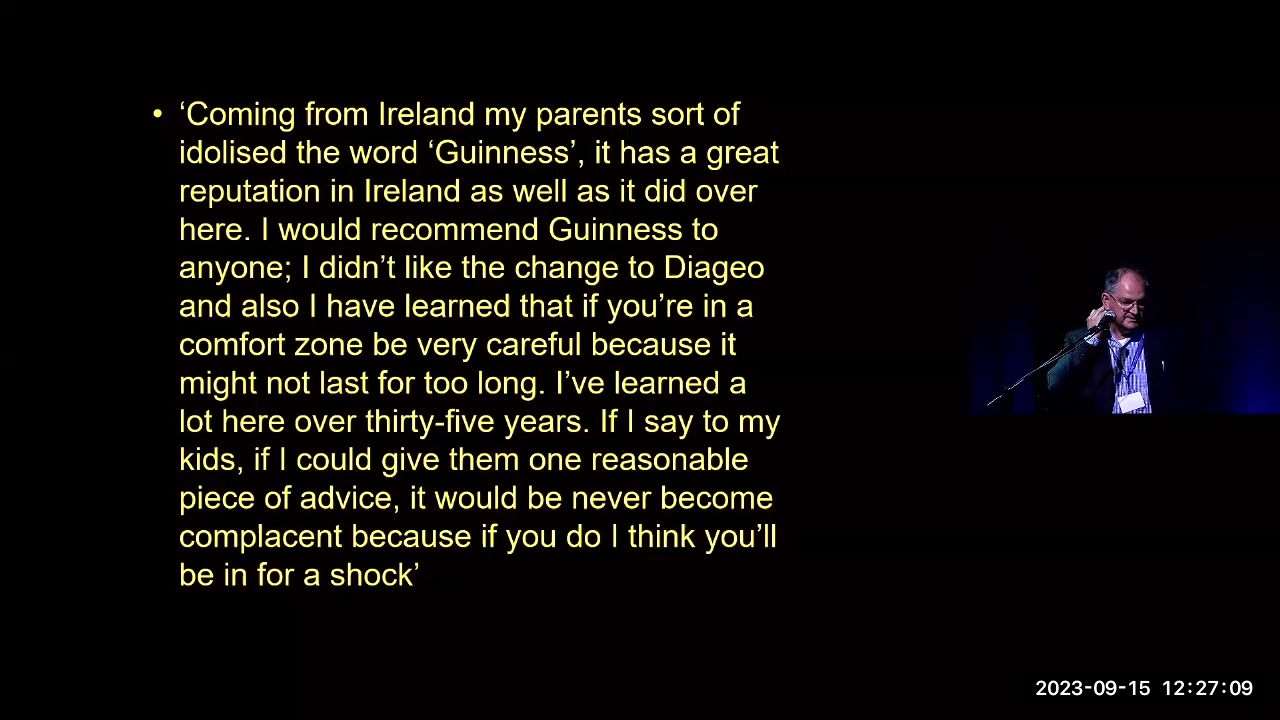 • ‘Coming from Ireland my parents sort of
idolised the word ‘Guinness’, it has a great
reputation in Ireland as well as it did over
here. I would recommend Guinness to
anyone; I didn’t like the change to Diageo
and also I have learned that if you’re in a
comfort zone be very careful because it
might not last for too long. I’ve learned a
lot here over thirty-five years. If I say to my
kids, if I could give them one reasonable
piece of advice, it would be never become
complacent because if you do I think you’ll
be in for a shock’
2023-09-15 12:27:09